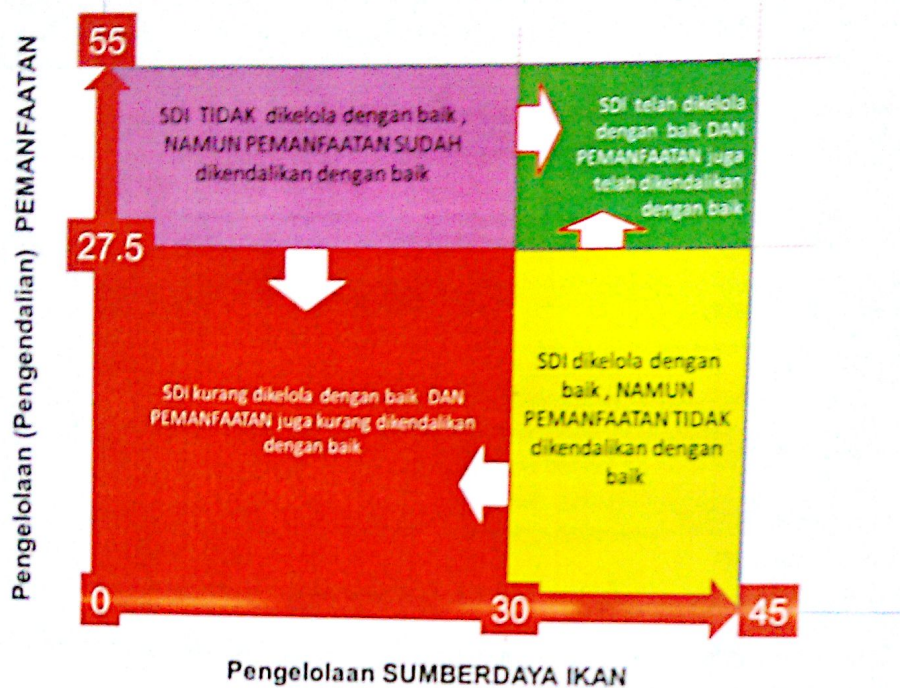 Pengelolaan (Pengendalian) PEMANFAATAN
55
SDI TIDAK dikelola dengan baik ,
NAMUN PEMANFAATAN SUDAH
dikendalikan dengan baik
SDI telah dikelola
dengan baik DAN
PEMANFAATAN juga
telah dikendalikan
dengan baik
27.5
SDI kurang dikelola dengan baik DAN
PEMANFAATAN juga kurang dikendalikan
dengan baik
SDI dikelola dengan
baik , NAMUN
PEMANFAATAN TIDAK
dikendalikan dengan
baik
0
30
45
Pengelolaan SUMBERDAYA IKAN